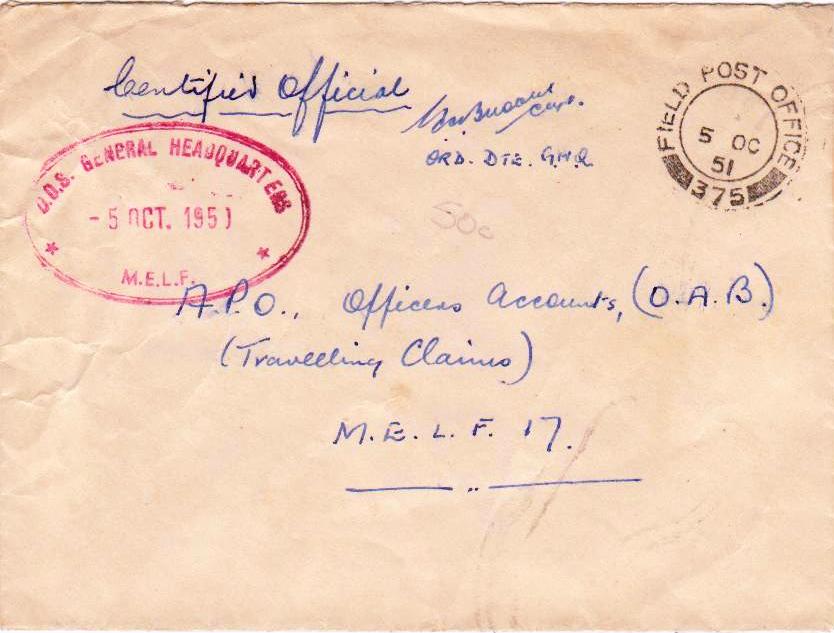 Certified Official
Capt.
ORD. DTE. G.H.Q
FIELD POST OFFICE
5 OC
51
375
D.O.S. GENERAL HEADQUARTERS
- 5 OCT. 1951
M.E.L.F.
50c
A.P.O., Officers Accounts, (O.A.B.)
(Travelling Claims)
M.E.L.F. 17.